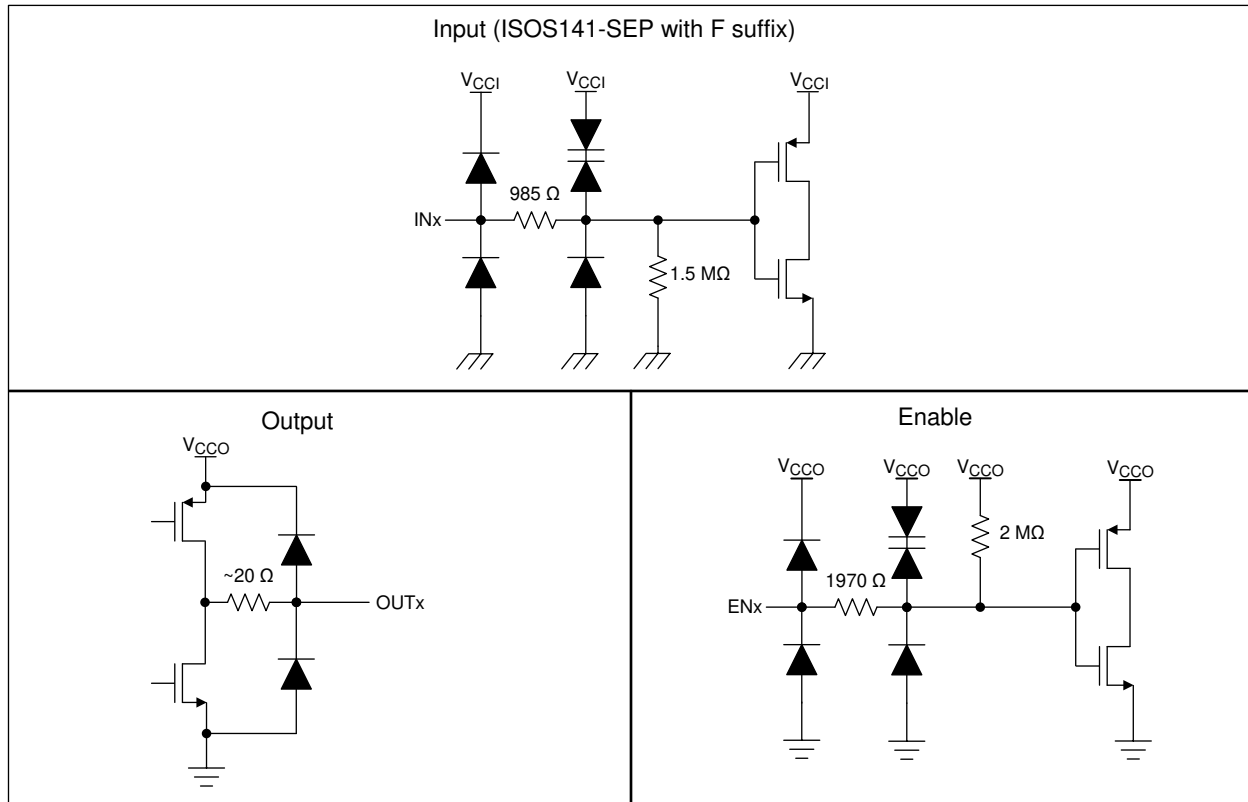 Input (ISOS141-SEP with F suffix)
VCCI
VCCI
VCCI
985 Ω
INx
1.5 MΩ
Output
VCCO
~20 Ω
OUTx
Enable
VCCO
VCCO
VCCO
VCCO
2 MΩ
1970 Ω
ENx